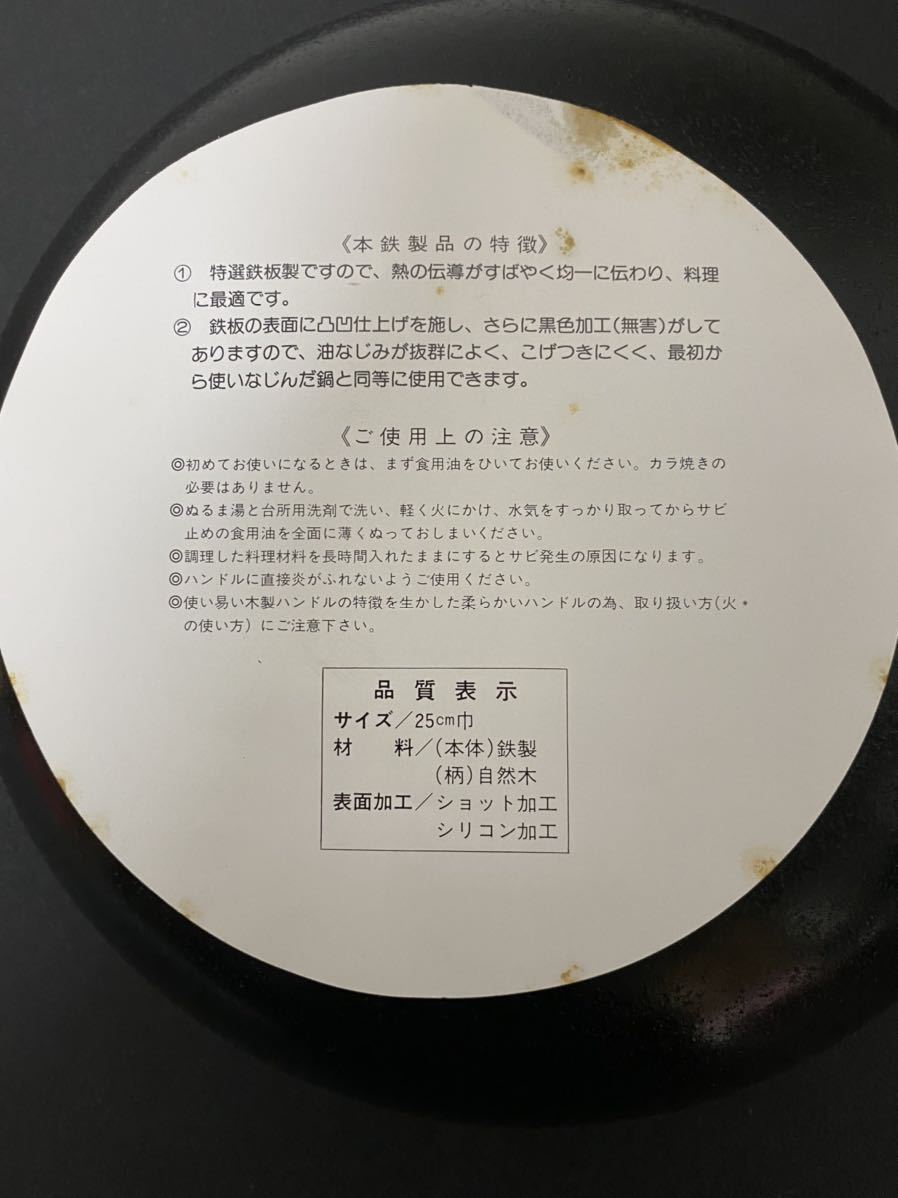 《本鉄製品の特徴》
① 特選鉄板製ですので、熱の伝導がすばやく均一に伝わり、料理
に最適です。
② 鉄板の表面に凸凹仕上げを施し、さらに黒色加工(無害)がして
ありますので、油なじみが抜群によく、こげつきにくく、最初か
ら使いなじんだ鍋と同等に使用できます。
《ご使用上の注意》
◎初めてお使いになるときは、まず食用油をひいてお使いください。カラ焼きの
必要はありません。
◎ぬるま湯と台所用洗剤で洗い、軽く火にかけ、水気をすっかり取ってからサビ
止めの食用油を全面に薄くぬっておしまいください。
◎調理した料理材料を長時間入れたままにするとサビ発生の原因になります。
◎ハンドルに直接炎がふれないようご使用ください。
◎使い易い木製ハンドルの特徴を生かした柔らかいハンドルの為、取り扱い方(火・
の使い方)にご注意下さい。
品質表示
サイズ/25cm巾
材 料/(本体)鉄製
(柄)自然木
表面加工/ショット加工
シリコン加工